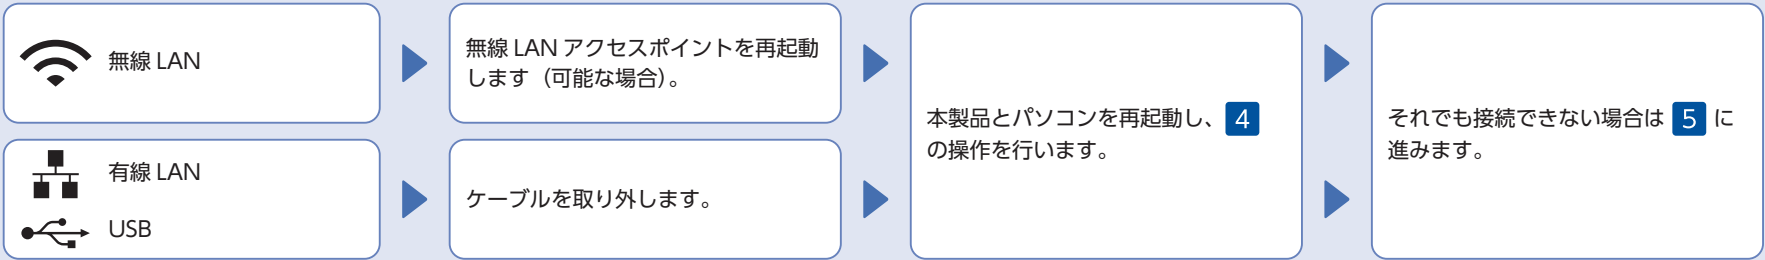 無線 LAN
無線 LAN アクセスポイントを再起動
します（可能な場合）。
有線 LAN
USB
ケーブルを取り外します。
本製品とパソコンを再起動し、 4
の操作を行います。
それでも接続できない場合は 5 に
進みます。